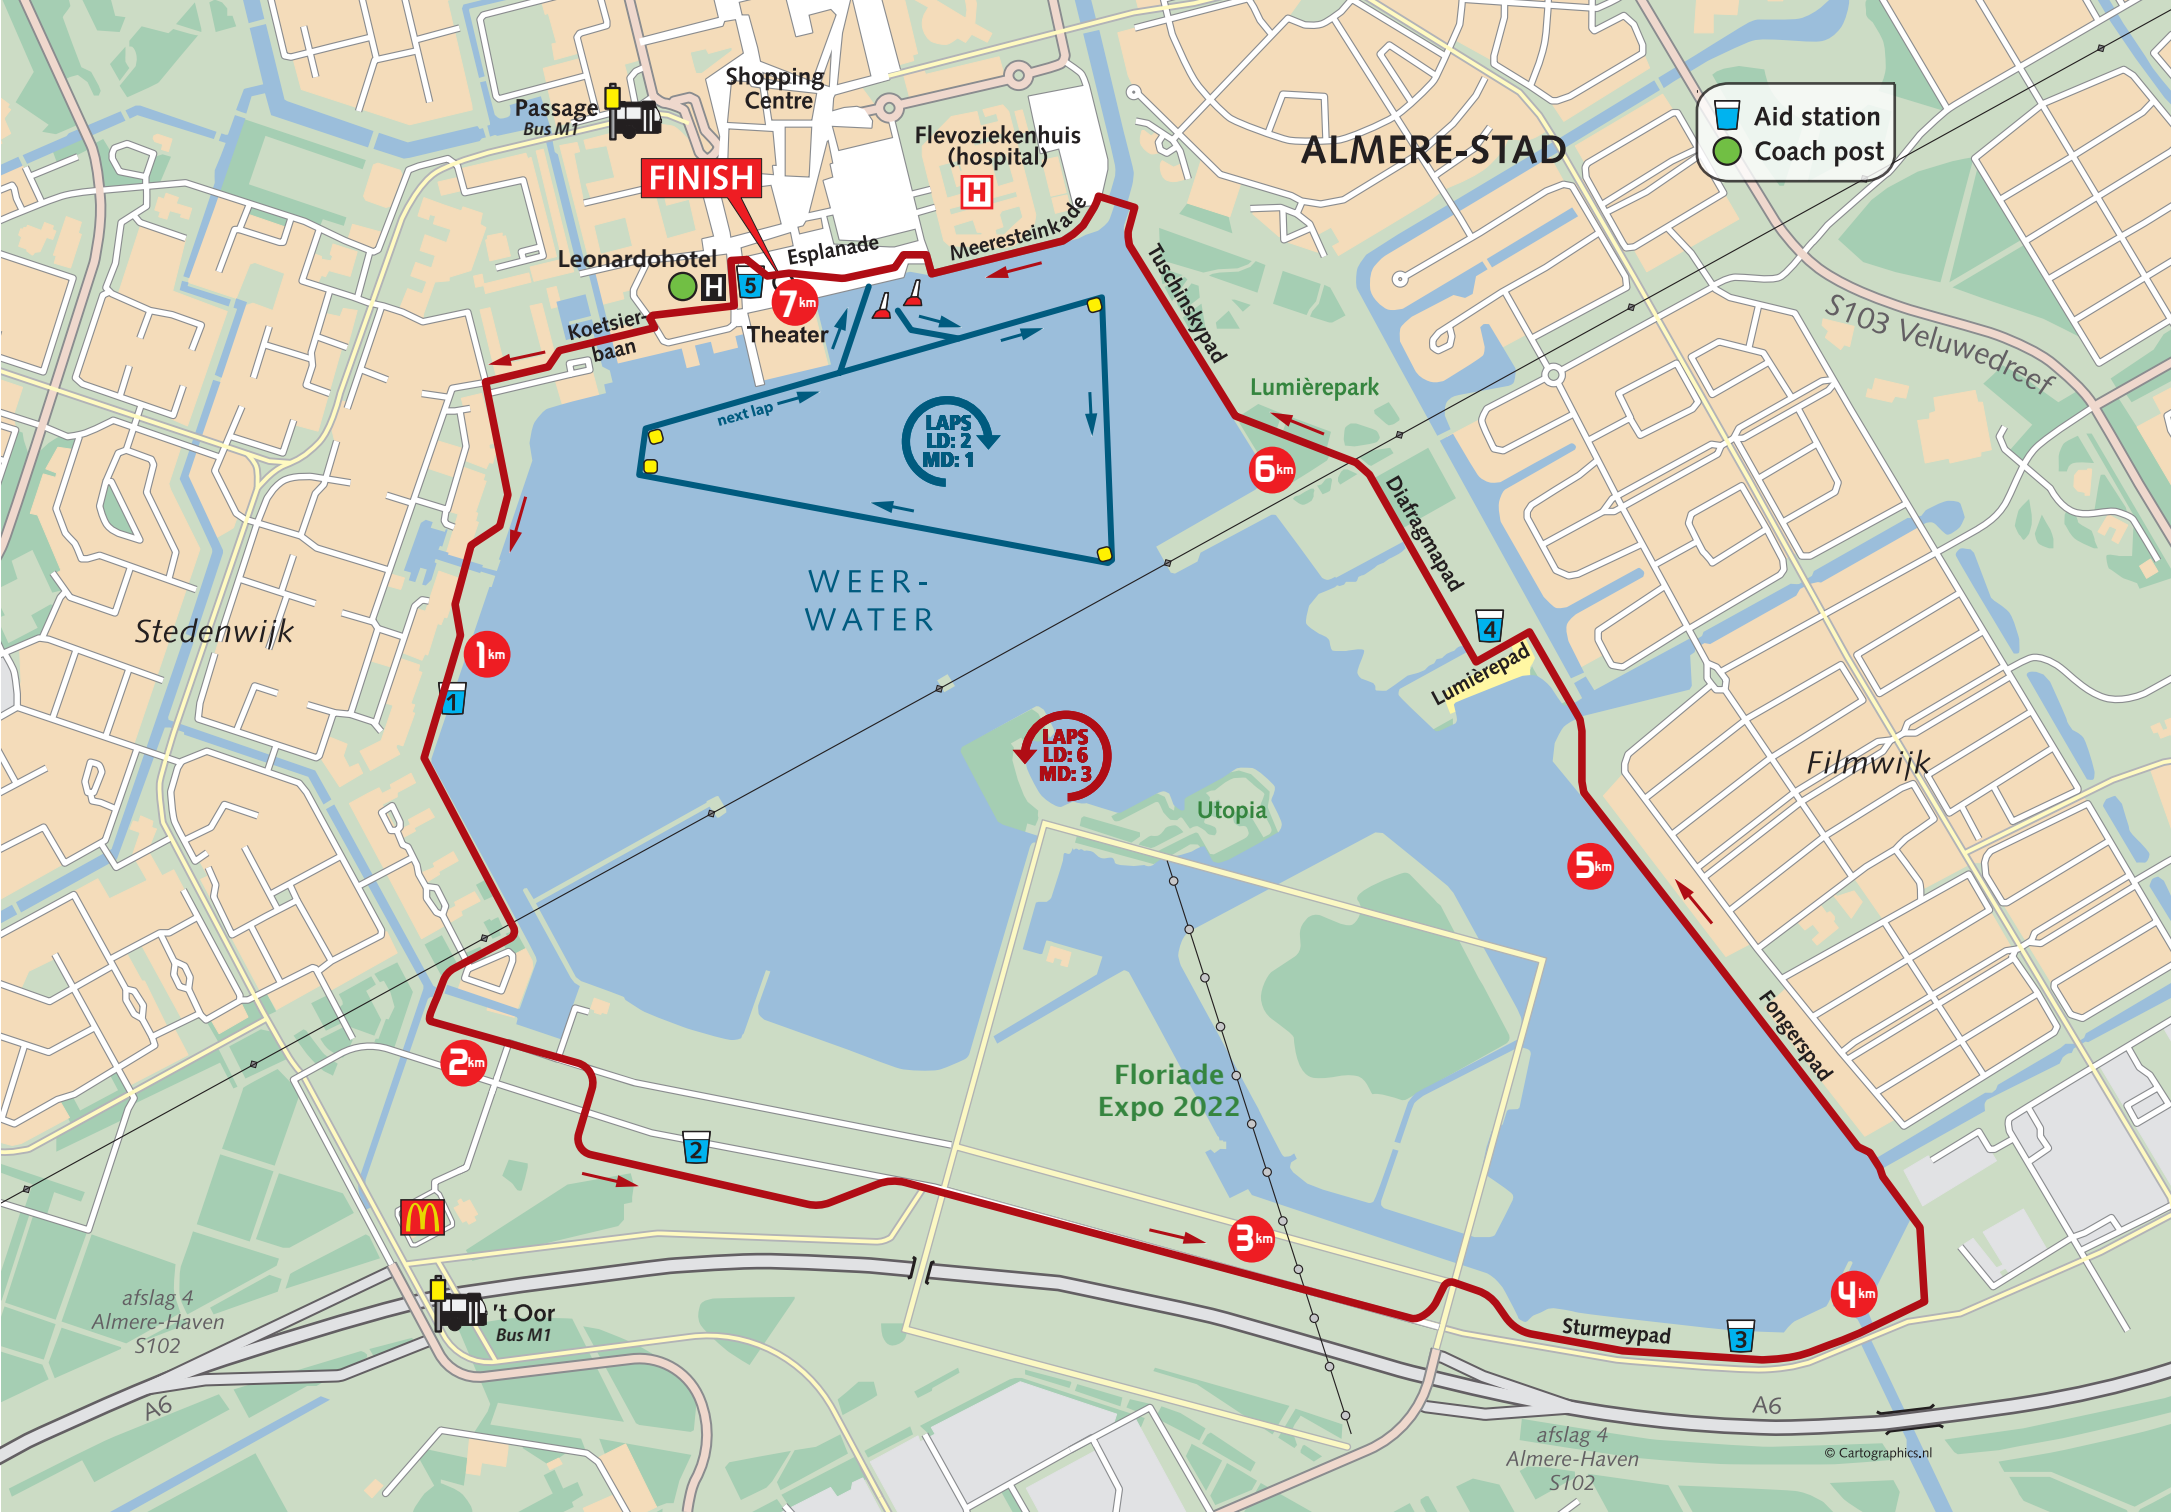 Shopping
Centre
Passage
Bus M1
Flevoziekenhuis
(hospital)
H
ALMERE-STAD
Aid station
Coach post
FINISH
Leonardohotel
H
5
Esplanade
Meeresteinkade
7km
Theater
Koetsier-
baan
Tuschinskypad
S103 Veluwedreef
Lumièrepark
next lap
LAPS
LD: 2
MD: 1
6km
Diafragmapad
WEER-
WATER
Stedenwijk
1km
1
4
Lumièrepad
LAPS
LD: 6
MD: 3
Filmwijk
Utopia
5km
Fongerspad
2km
Floriade
Expo 2022
2
3km
4km
afslag 4
Almere-Haven
S102
't Oor
Bus M1
Sturmeypad
3
A6
A6
afslag 4
Almere-Haven
S102
© Cartographics.nl